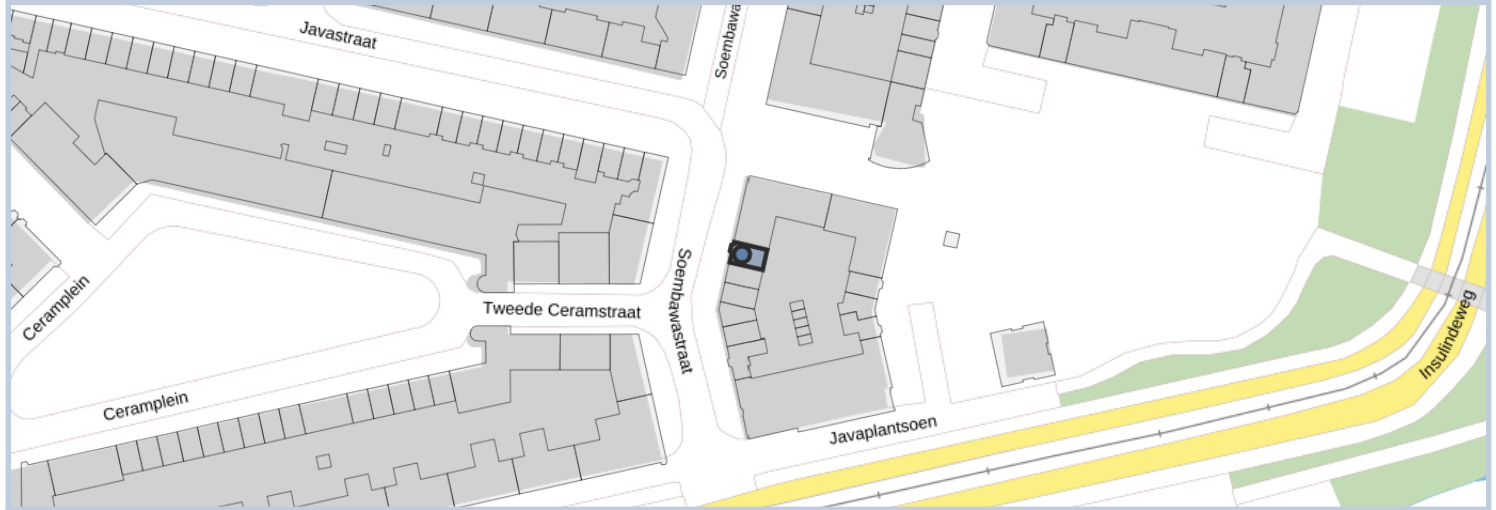 Javastraat
Soembawa
Soembawastraat
Tweede Ceramstraat
Ceramplein
Ceramplein
Javaplantsoen
Insulindeweg